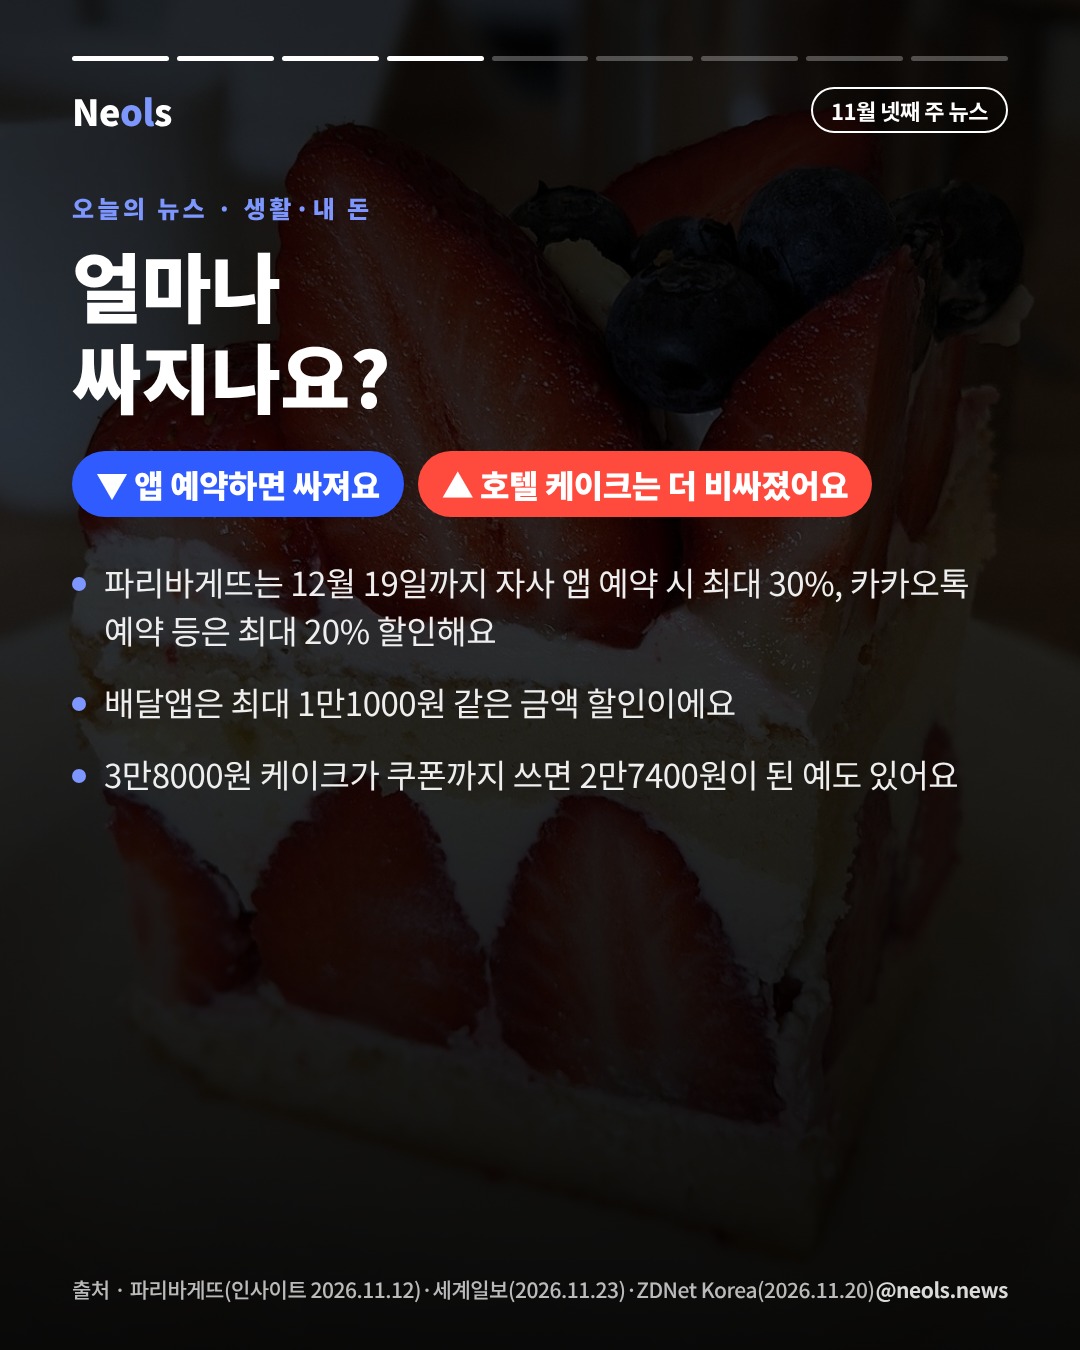 Neols
11월 넷째 주 뉴스
오늘의 뉴스 · 생활·내 돈
얼마나
싸지나요?
▼ 앱 예약하면 싸져요
▲ 호텔 케이크는 더 비싸졌어요
파리바게뜨는 12월 19일까지 자사 앱 예약 시 최대 30%, 카카오톡
예약 등은 최대 20% 할인해요
배달앱은 최대 1만1000원 같은 금액 할인이에요
3만8000원 케이크가 쿠폰까지 쓰면 2만7400원이 된 예도 있어요
출처 · 파리바게뜨(인사이트 2026.11.12)·세계일보(2026.11.23)·ZDNet Korea(2026.11.20)
@neols.news